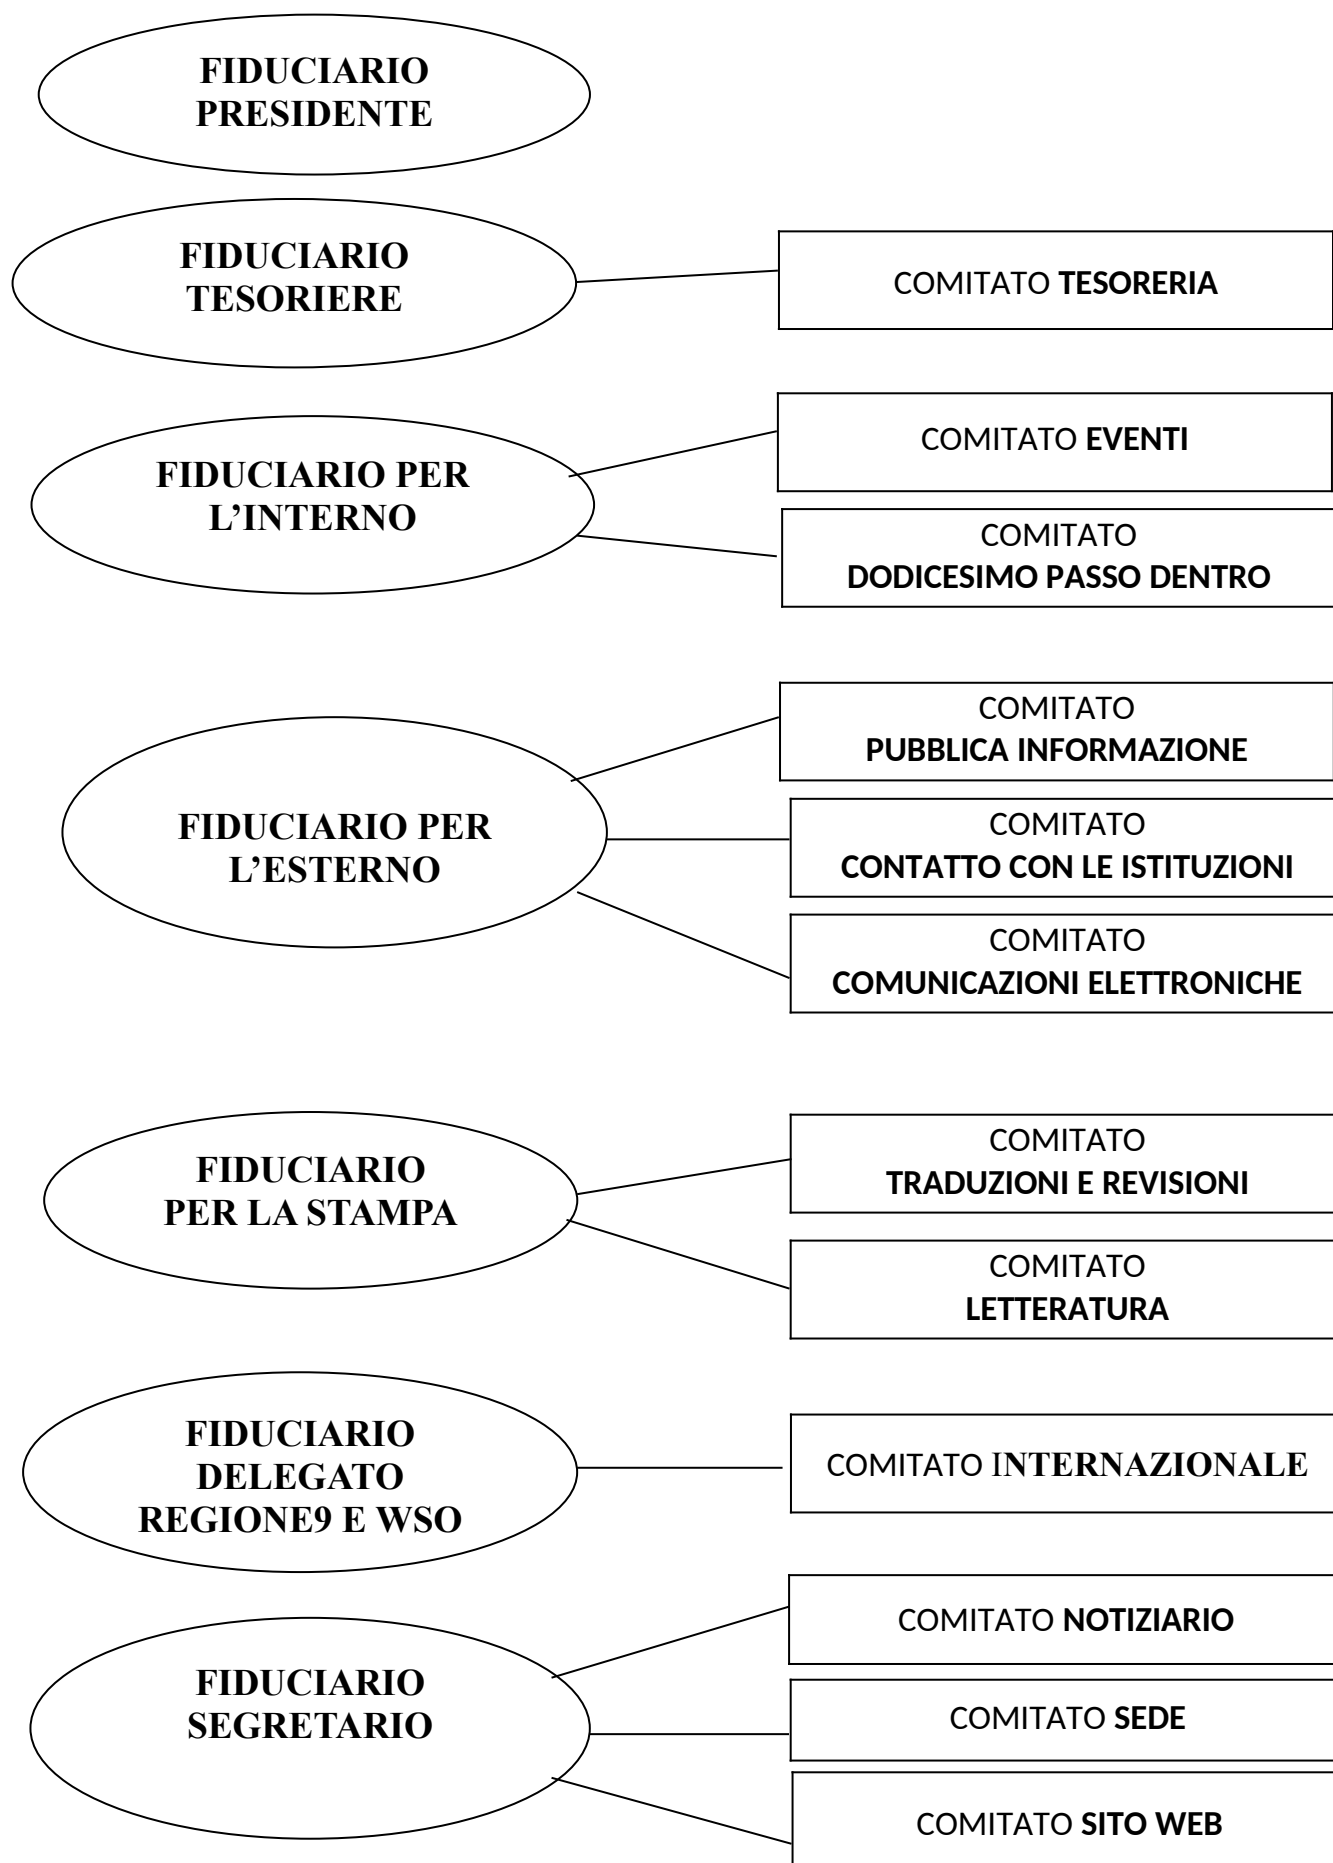 FIDUCIARIO
PRESIDENTE
FIDUCIARIO
TESORIERE
COMITATO TESORERIA
FIDUCIARIO PER
L’INTERNO
COMITATO EVENTI
COMITATO
DODICESIMO PASSO DENTRO
FIDUCIARIO PER
L’ESTERNO
COMITATO
PUBBLICA INFORMAZIONE
COMITATO
CONTATTO CON LE ISTITUZIONI
COMITATO
COMUNICAZIONI ELETTRONICHE
FIDUCIARIO
PER LA STAMPA
COMITATO
TRADUZIONI E REVISIONI
COMITATO
LETTERATURA
FIDUCIARIO
DELEGATO
REGIONE9 E WSO
COMITATO INTERNAZIONALE
FIDUCIARIO
SEGRETARIO
COMITATO NOTIZIARIO
COMITATO SEDE
COMITATO SITO WEB